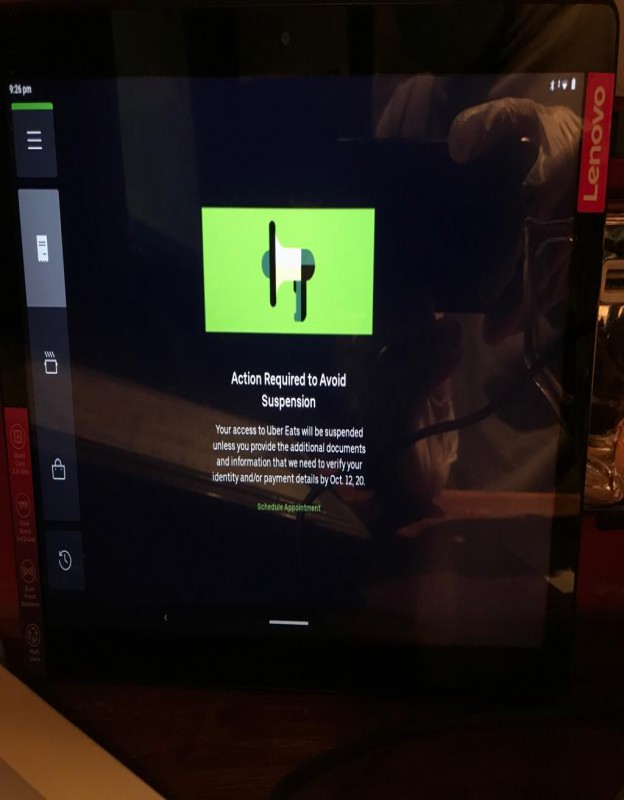 9:26 pm
Lenovo
Action Required to Avoid
Suspension
Your access to Uber Eats will be suspended
unless you provide the additional documents
and information that we need to verify your
identity and/or payment details by Oct. 12, 20.
Schedule Appointment